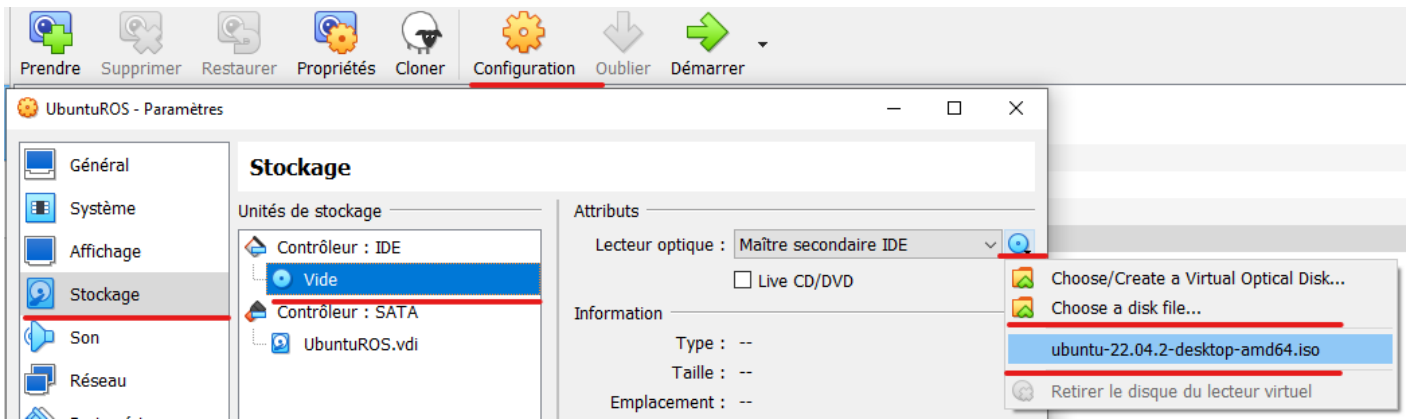 Prendre Supprimer Restaurer Propriétés Cloner Configuration Oublier Démarrer
UbuntuROS - Paramètres
Général
Système
Affichage
Stockage
Son
Réseau
Stockage
Unités de stockage
Contrôleur : IDE
Vide
Contrôleur : SATA
UbuntuROS.vdi
Attributs
Lecteur optique : Maître secondaire IDE
Live CD/DVD
Information
Type : --
Taille : --
Emplacement : --
Choose/Create a Virtual Optical Disk...
Choose a disk file...
ubuntu-22.04.2-desktop-amd64.iso
Retirer le disque du lecteur virtuel